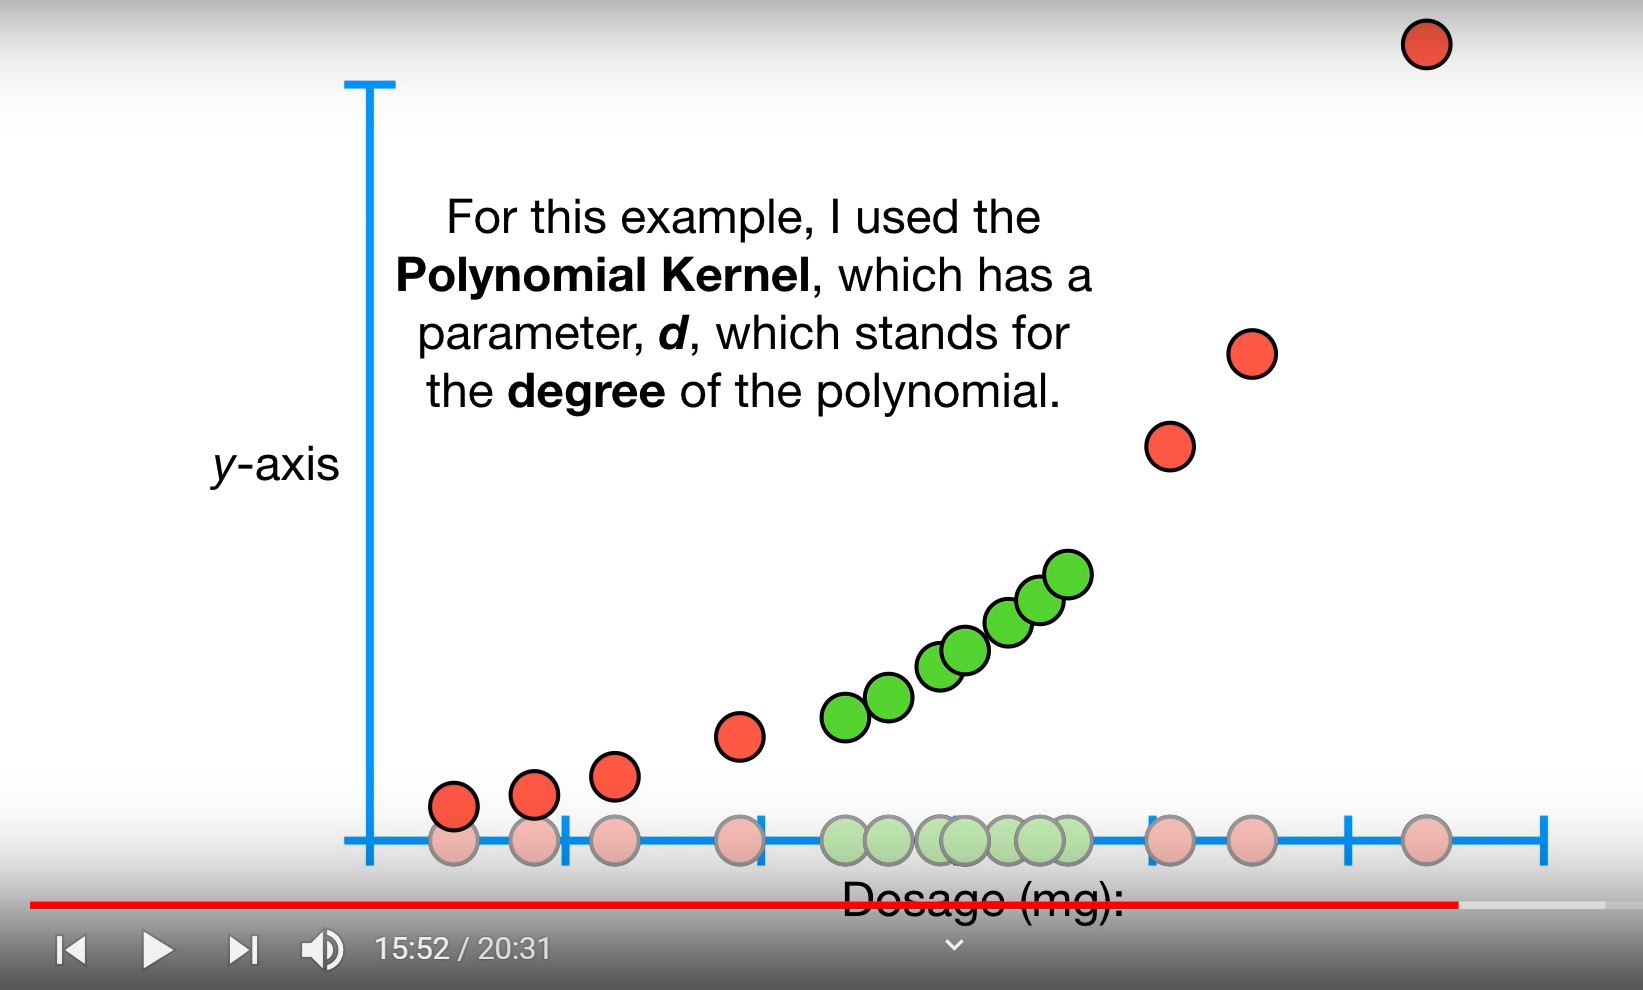 For this example, I used the
Polynomial Kernel, which has a
parameter, d, which stands for
the degree of the polynomial.
y-axis
Dosage (mg):
15:52 / 20:31